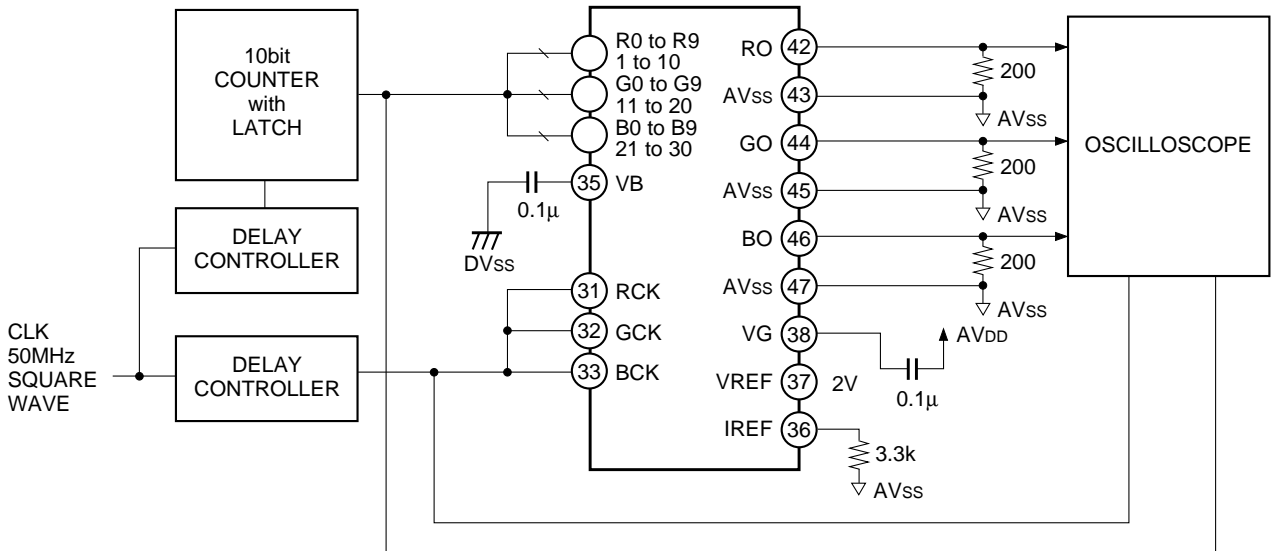 10bit
COUNTER
with
LATCH
DELAY
CONTROLLER
CLK
50MHz
SQUARE
WAVE
DELAY
CONTROLLER
R0 to R9
1 to 10
G0 to G9
11 to 20
B0 to B9
21 to 30
35 VB
0.1μ
DVSS
31 RCK
32 GCK
33 BCK
RO 42
AVSS 43
GO 44
AVSS 45
BO 46
AVSS 47
VG 38
VREF 37 2V
IREF 36
200
AVSS
200
AVSS
200
AVSS
AVDD
0.1μ
3.3k
AVSS
OSCILLOSCOPE